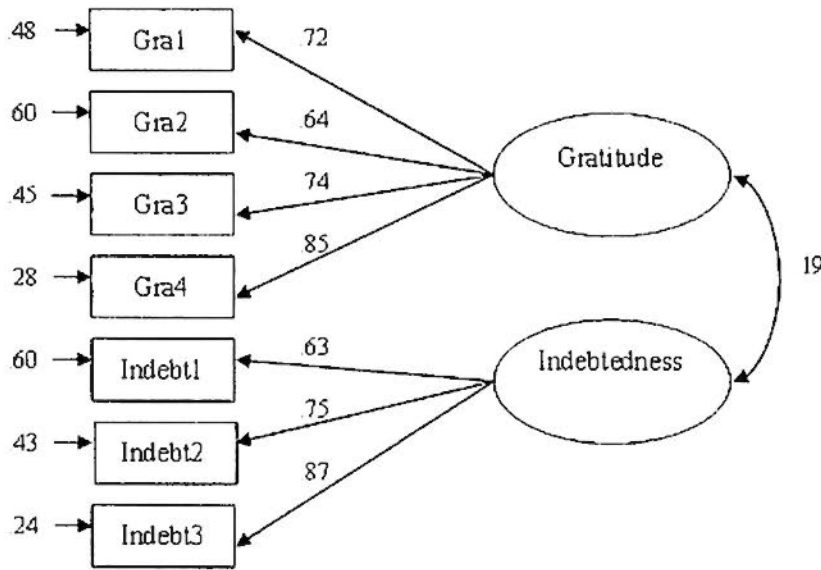 .48
Gra1
.72
.60
Gra2
.64
Gratitude
.45
Gra3
.74
.28
Gra4
.85
.19
.60
Indebt1
.63
Indebtedness
.43
Indebt2
.75
.24
Indebt3
.87